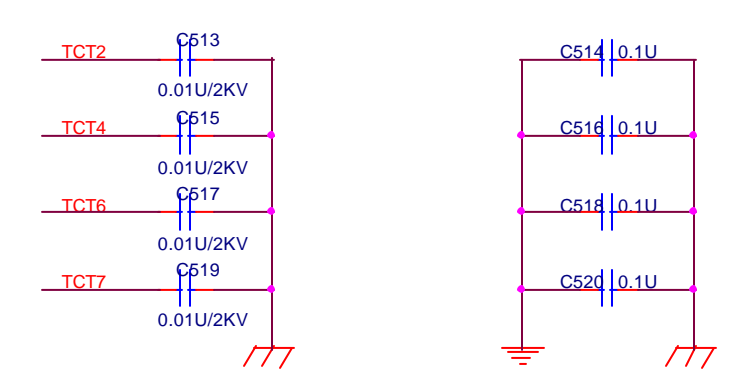 C513
TCT2
0.01U/2KV
C515
TCT4
0.01U/2KV
C517
TCT6
0.01U/2KV
C519
TCT7
0.01U/2KV
C514 0.1U
C516 0.1U
C518 0.1U
C520 0.1U